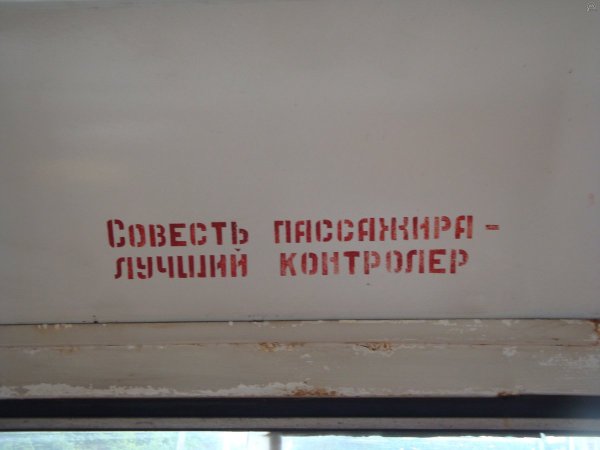 Совесть пассажира -
лучший контролер